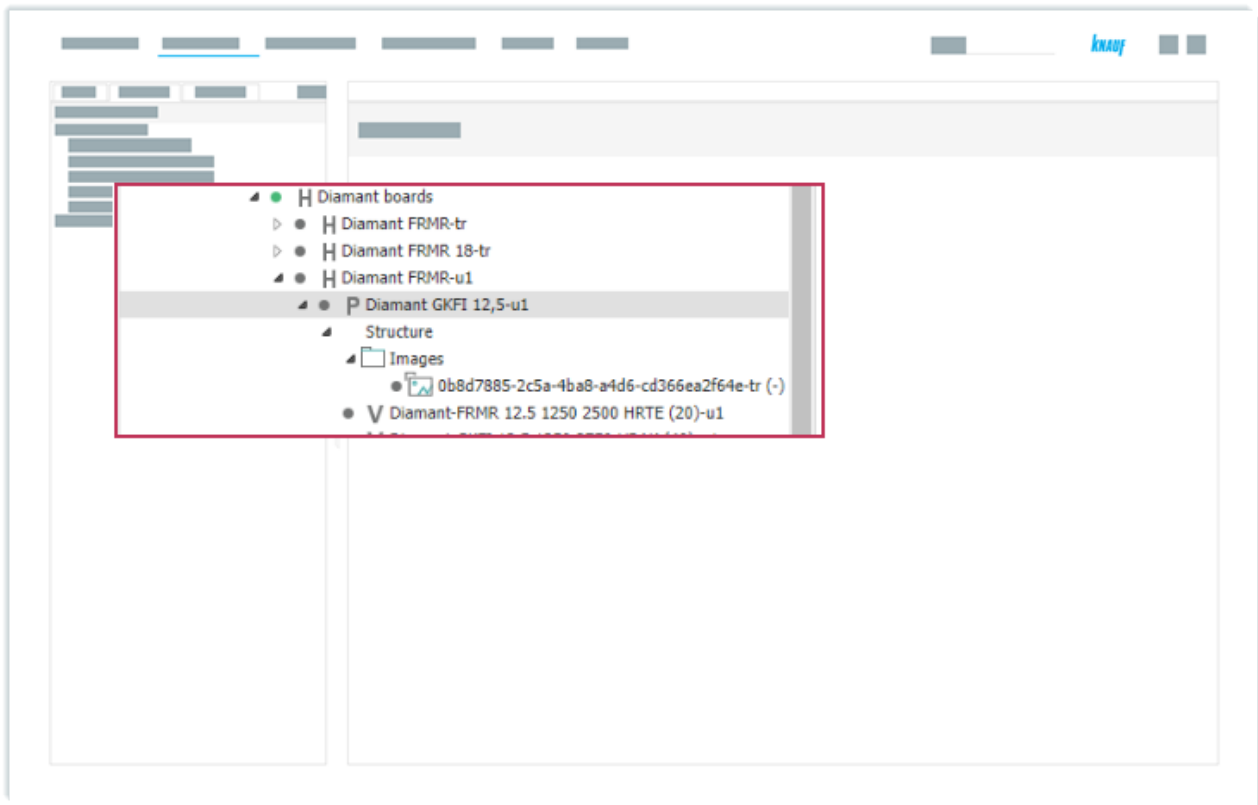 KNAUF
H Diamant boards
H Diamant FRMR-tr
H Diamant FRMR 18-tr
H Diamant FRMR-u1
P Diamant GKFI 12,5-u1
Structure
Images
0b8d7885-2c5a-4ba8-a4d6-cd366ea2f64e-tr (-)
V Diamant-FRMR 12.5 1250 2500 HRTE (20)-u1